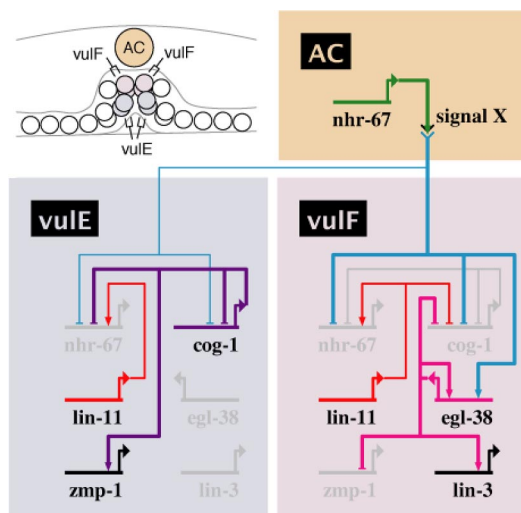 AC
vulF
vulF
AC
vulE
nhr-67
signal X
vulE
vulF
nhr-67
cog-1
nhr-67
cog-1
lin-11
egl-38
lin-11
egl-38
zmp-1
lin-3
zmp-1
lin-3